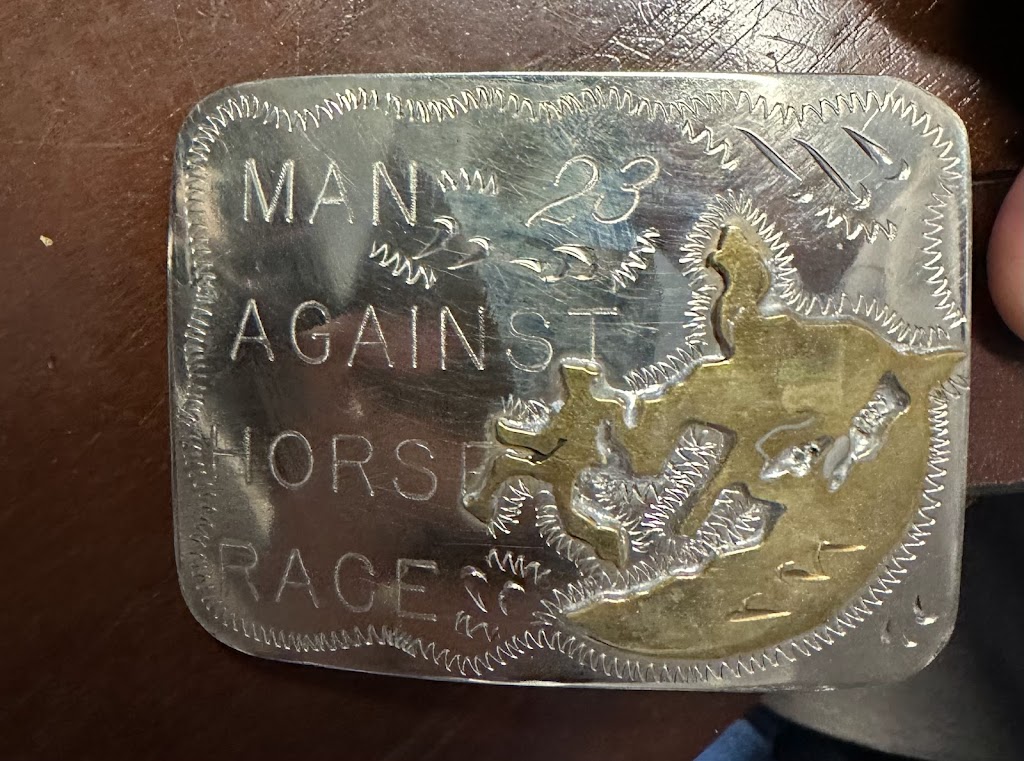 MAN 23
AGAINST
HORSE
RACE